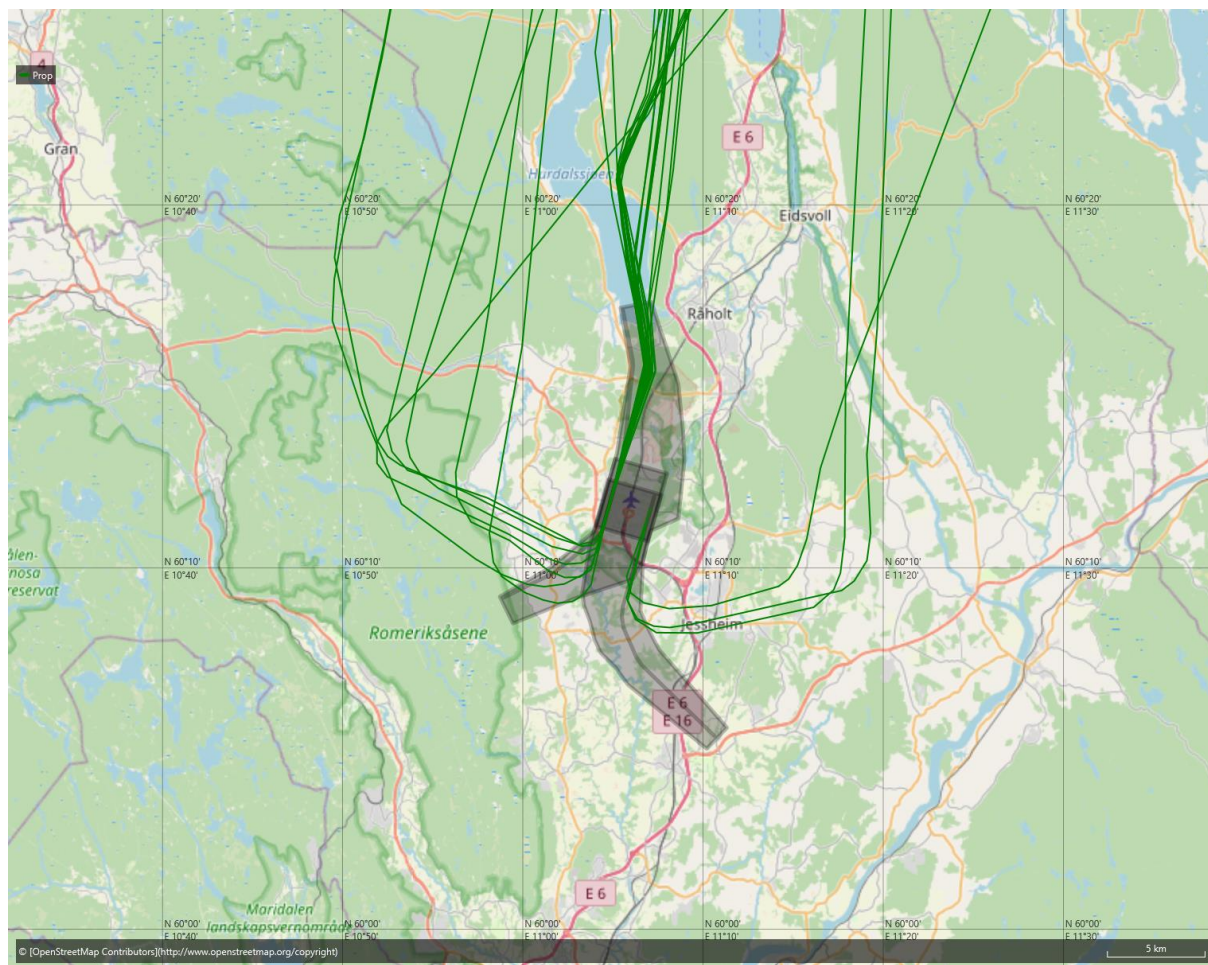 4
Prop
Gran
E 6
Hurdalssjøen
N 60°20'
E 10°40'
N 60°20'
E 10°50'
N 60°20'
E 11°00'
N 60°20'
E 11°10'
N 60°20'
E 11°20'
N 60°20'
E 11°30'
Eidsvoll
Råholt
N 60°10'
E 10°40'
N 60°10'
E 10°50'
N 60°10'
E 11°00'
N 60°10'
E 11°10'
N 60°10'
E 11°20'
N 60°10'
E 11°30'
reservat
Romeriksåsene
Jessheim
E 6
E 16
E 6
Maridalen
landskapsvernområd
N 60°00'
E 10°40'
N 60°00'
E 10°50'
N 60°00'
E 11°00'
N 60°00'
E 11°10'
N 60°00'
E 11°20'
N 60°00'
E 11°30'
© [OpenStreetMap Contributors](http://www.openstreetmap.org/copyright)
5 km